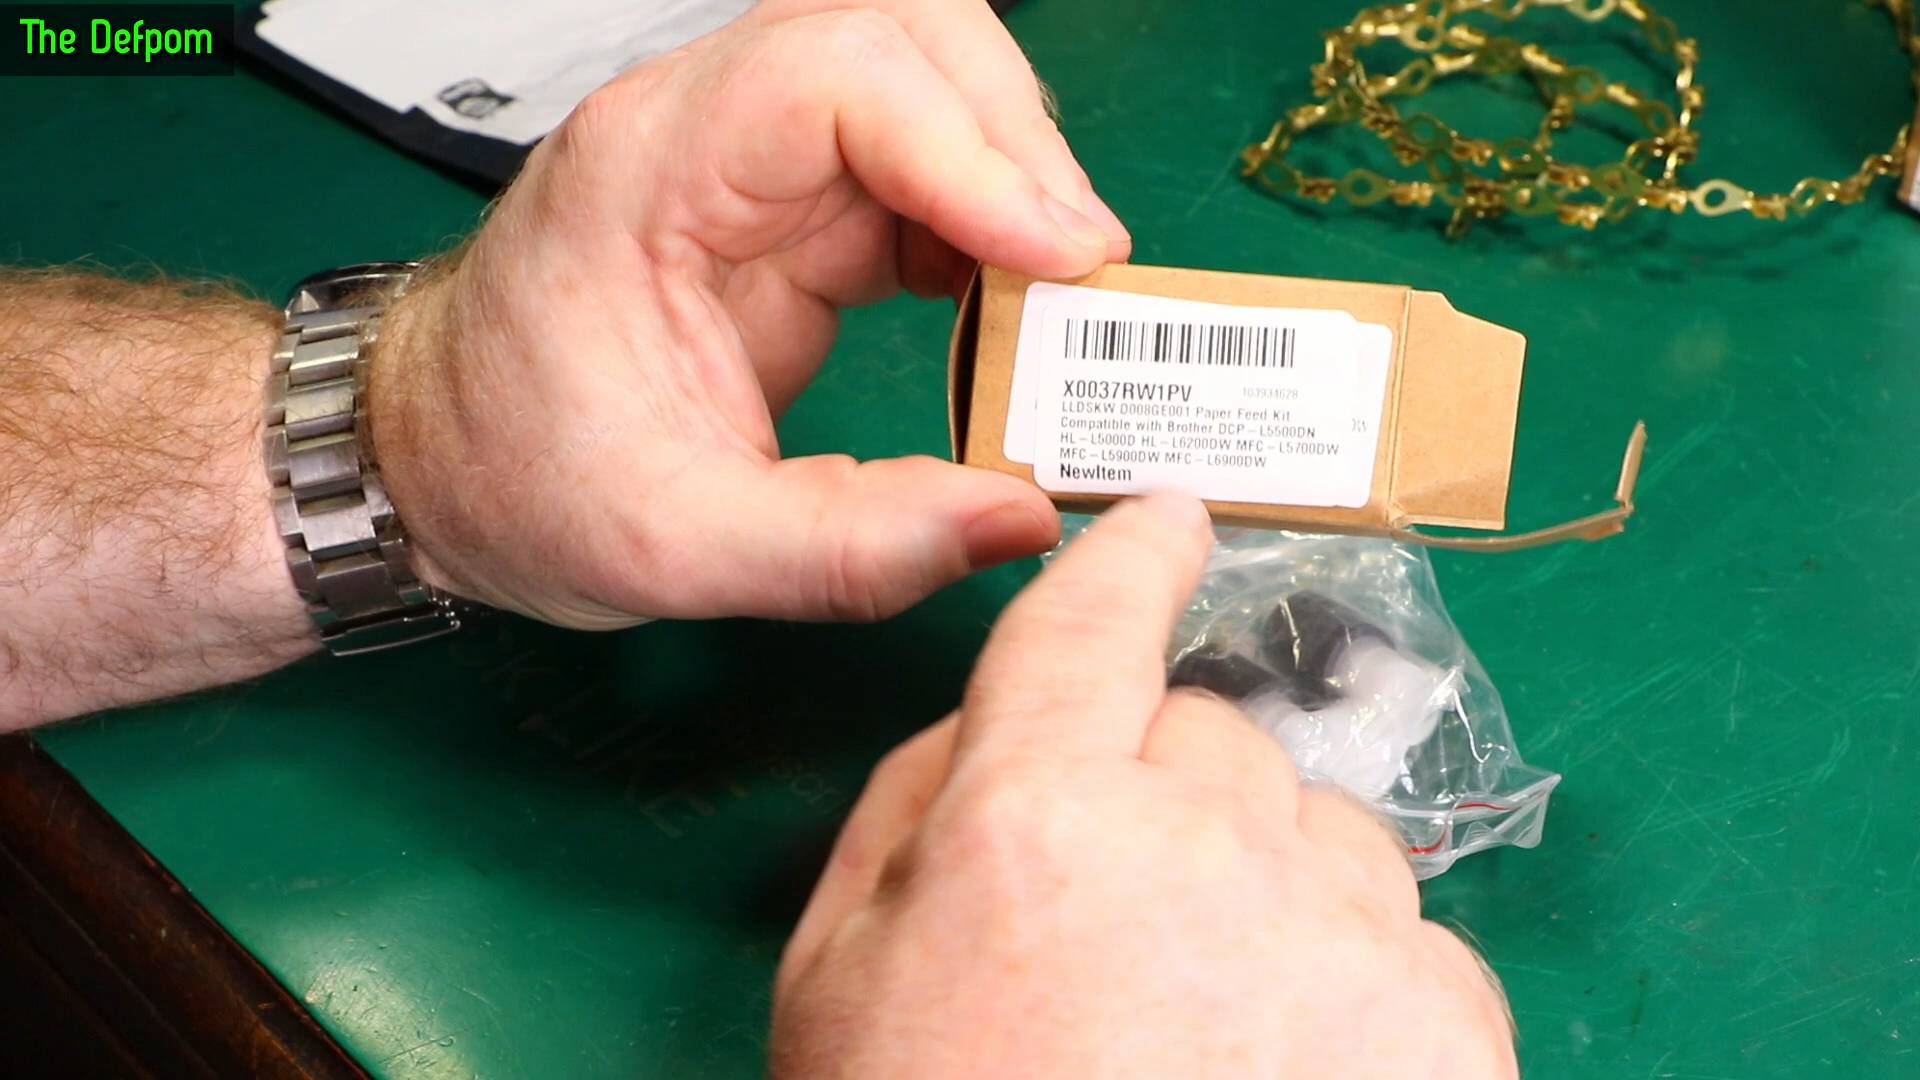 The Defpom
X0037RW1PV 103931628
LLDSKW D008GE001 Paper Feed Kit
Compatible with Brother DCP-L5500DN
HL-L5000D HL-L6200DW MFC-L5700DW
MFC-L5900DW MFC-L6900DW
NewItem